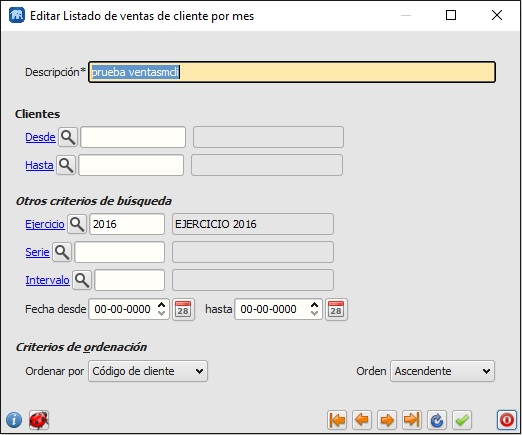 Editar Listado de ventas de cliente por mes
Descripción* prueba ventasmcli
Clientes
Desde
Hasta
Otros criterios de búsqueda
Ejercicio 2016 EJERCICIO 2016
Serie
Intervalo
Fecha desde 00-00-0000 28 hasta 00-00-0000 28
Criterios de ordenación
Ordenar por Código de cliente Orden Ascendente